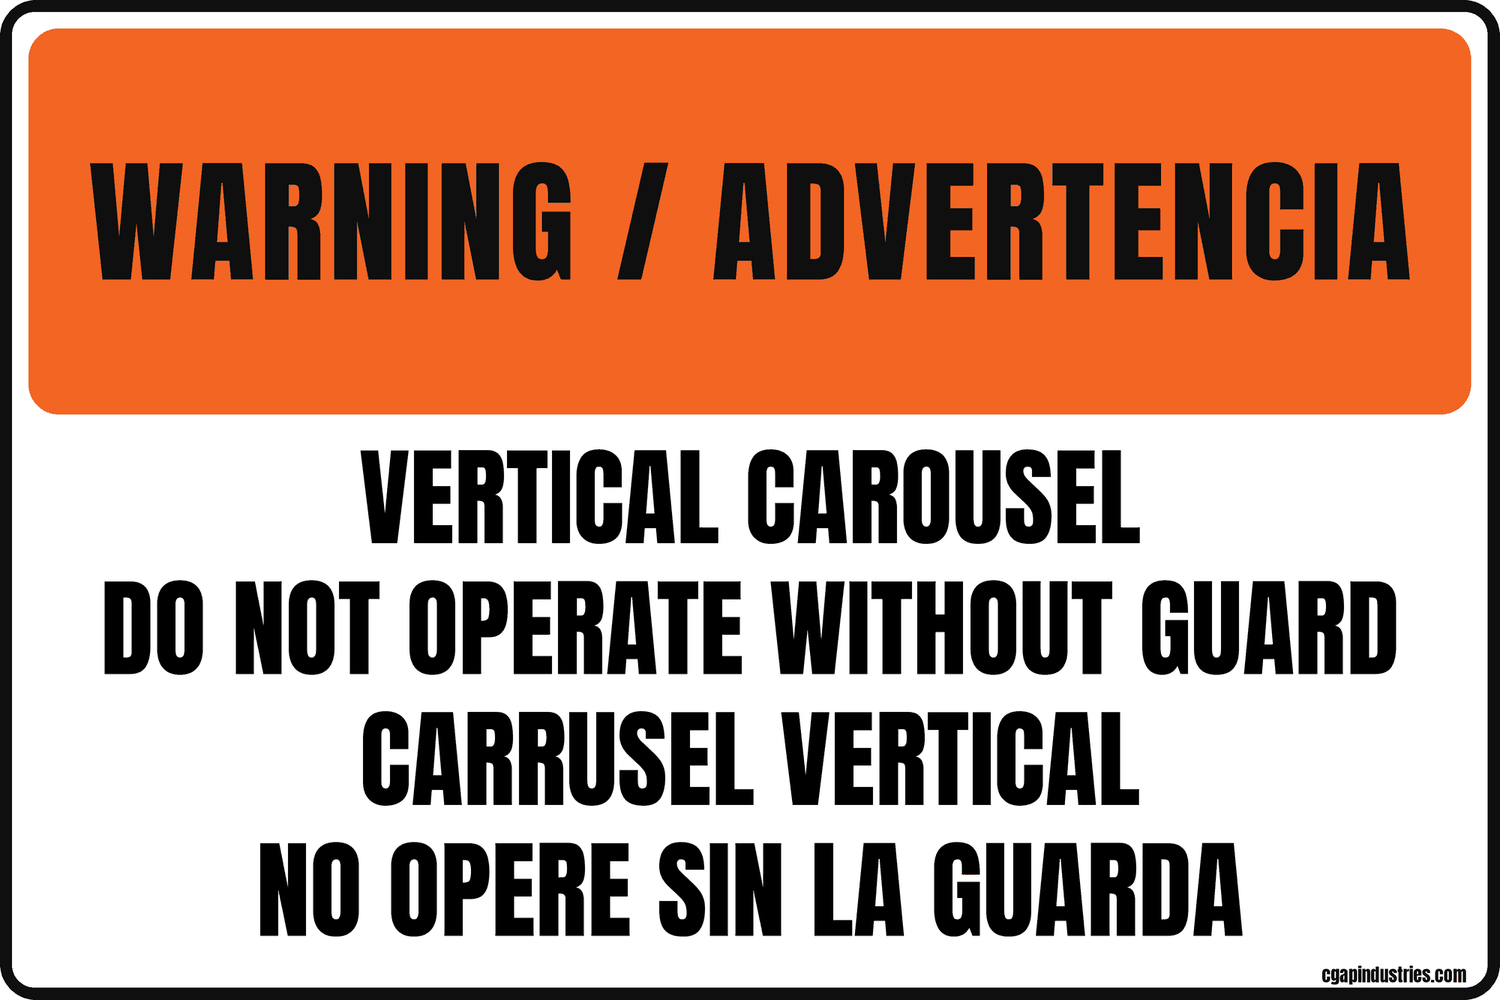 WARNING / ADVERTENCIA
VERTICAL CAROUSEL
DO NOT OPERATE WITHOUT GUARD
CARRUSEL VERTICAL
NO OPERE SIN LA GUARDA
cgapindustries.com